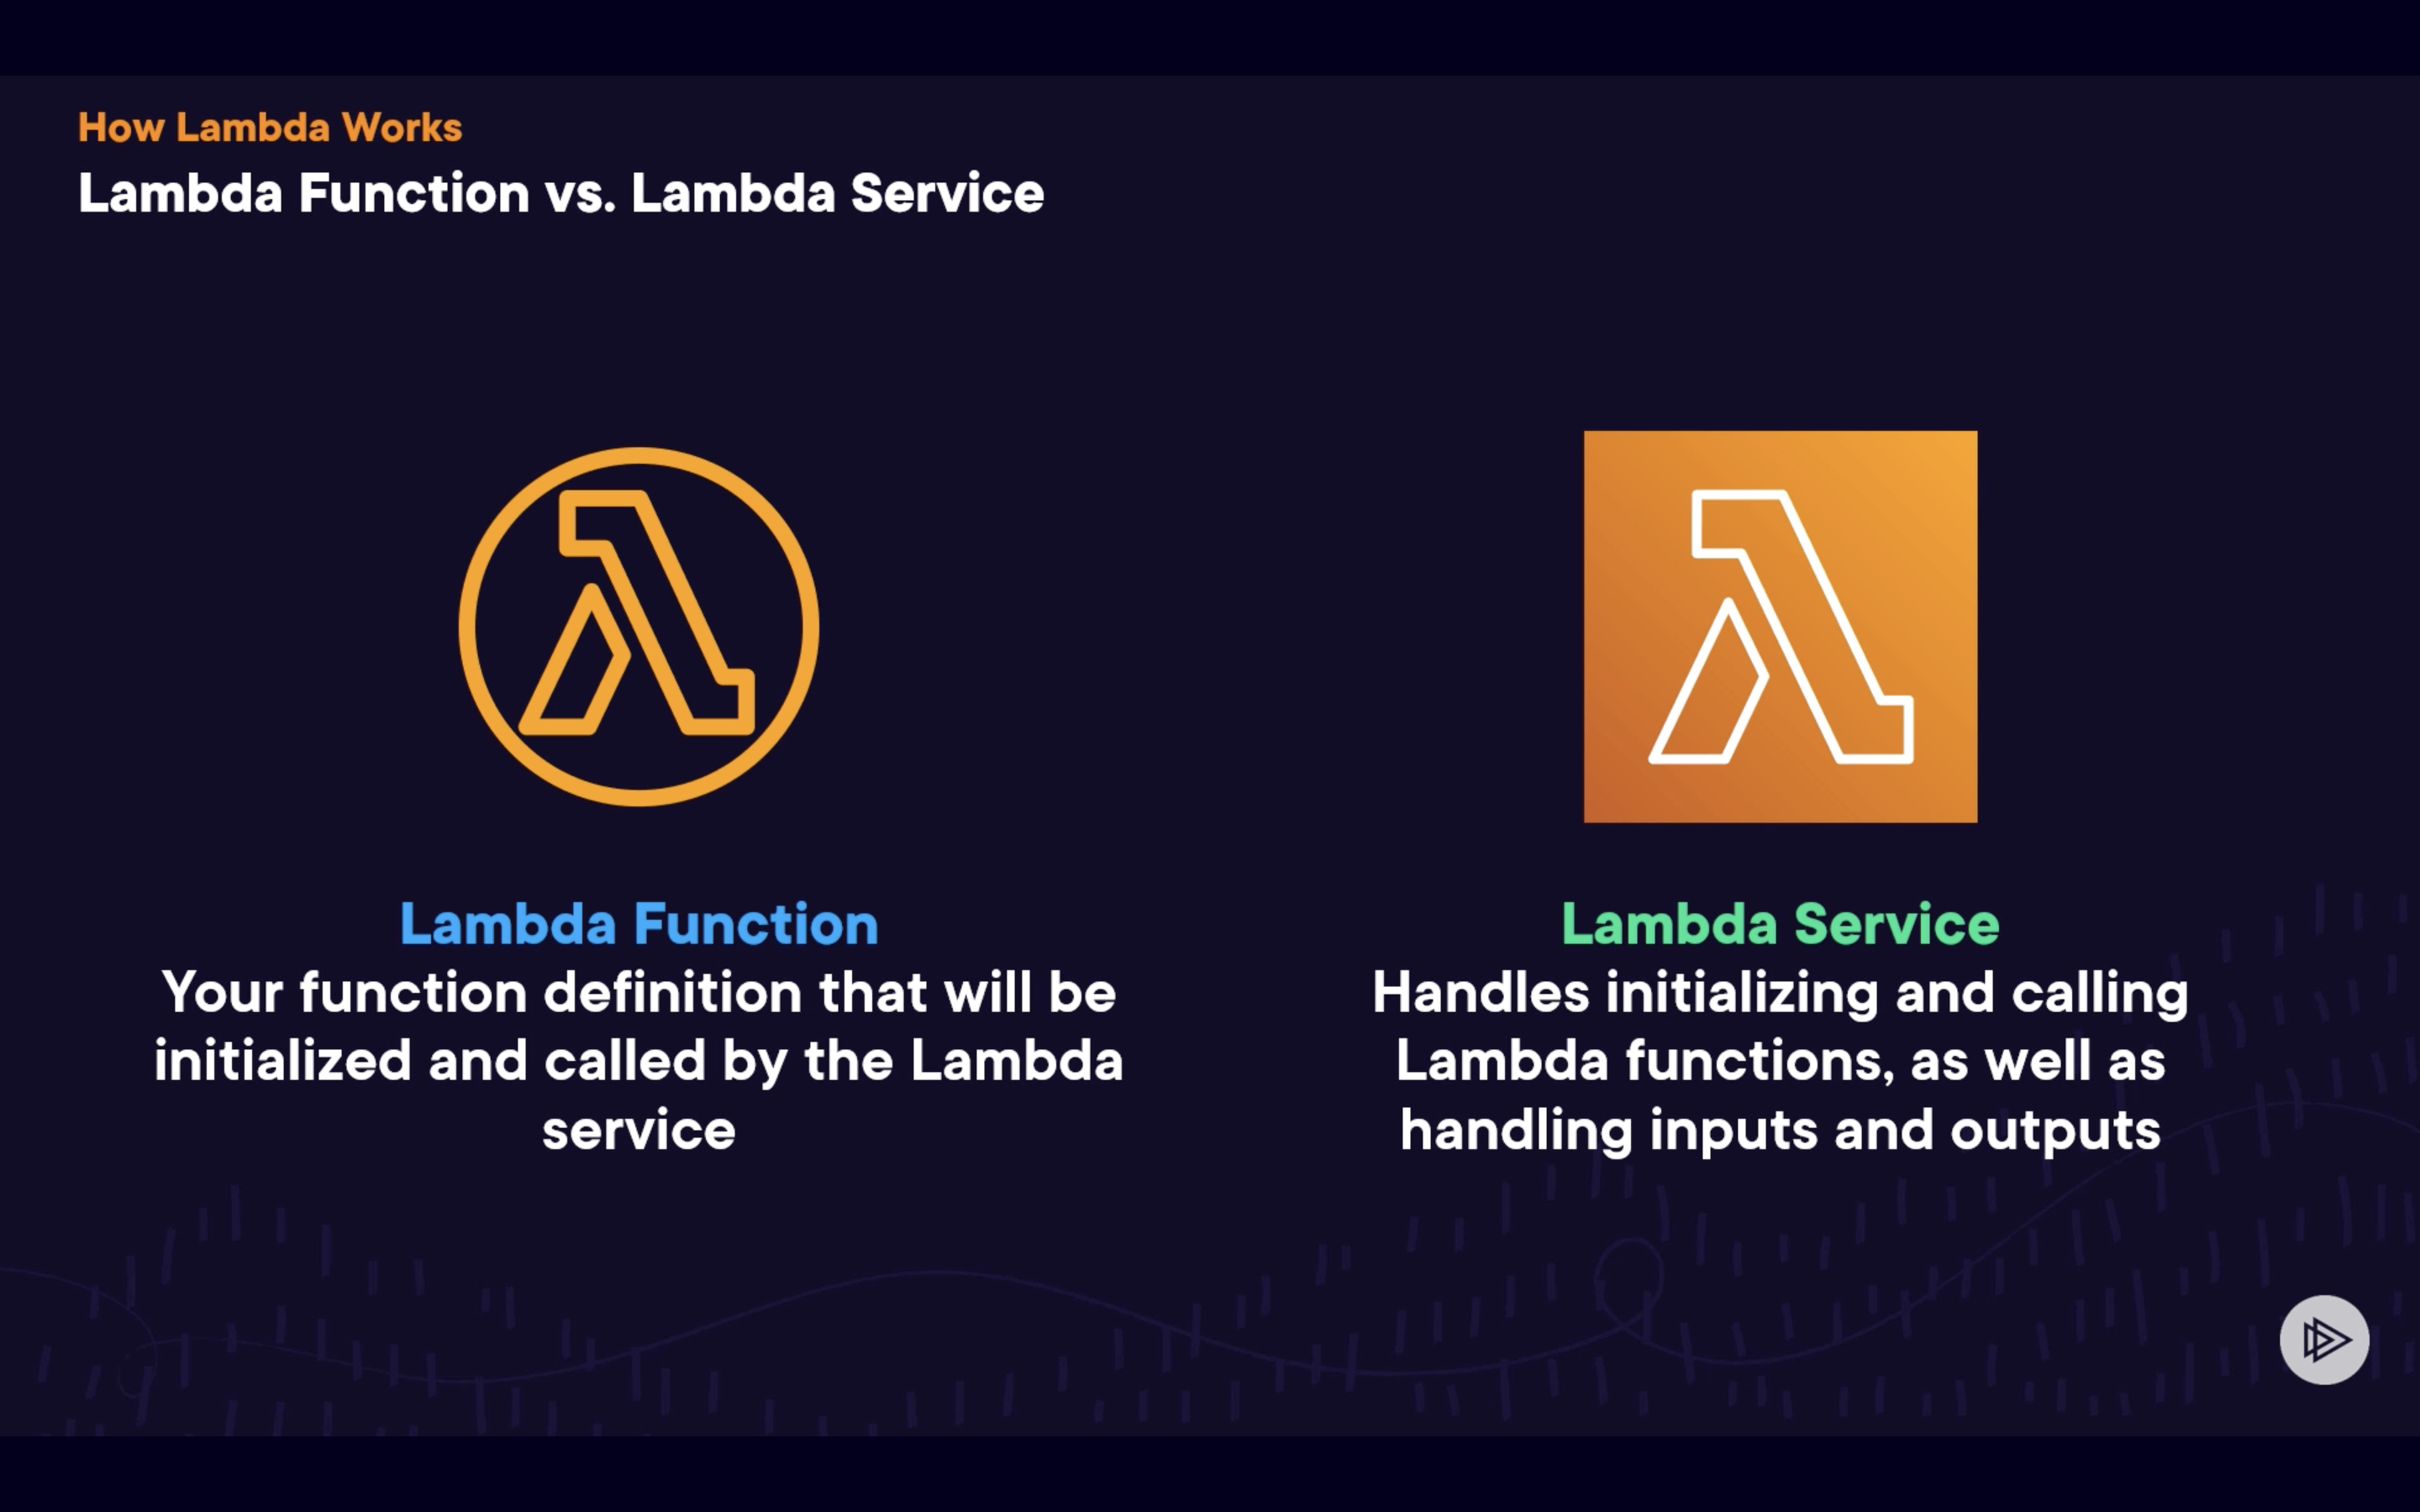 How Lambda Works
Lambda Function vs. Lambda Service
Lambda Function
Your function definition that will be
initialized and called by the Lambda
service
Lambda Service
Handles initializing and calling
Lambda functions, as well as
handling inputs and outputs